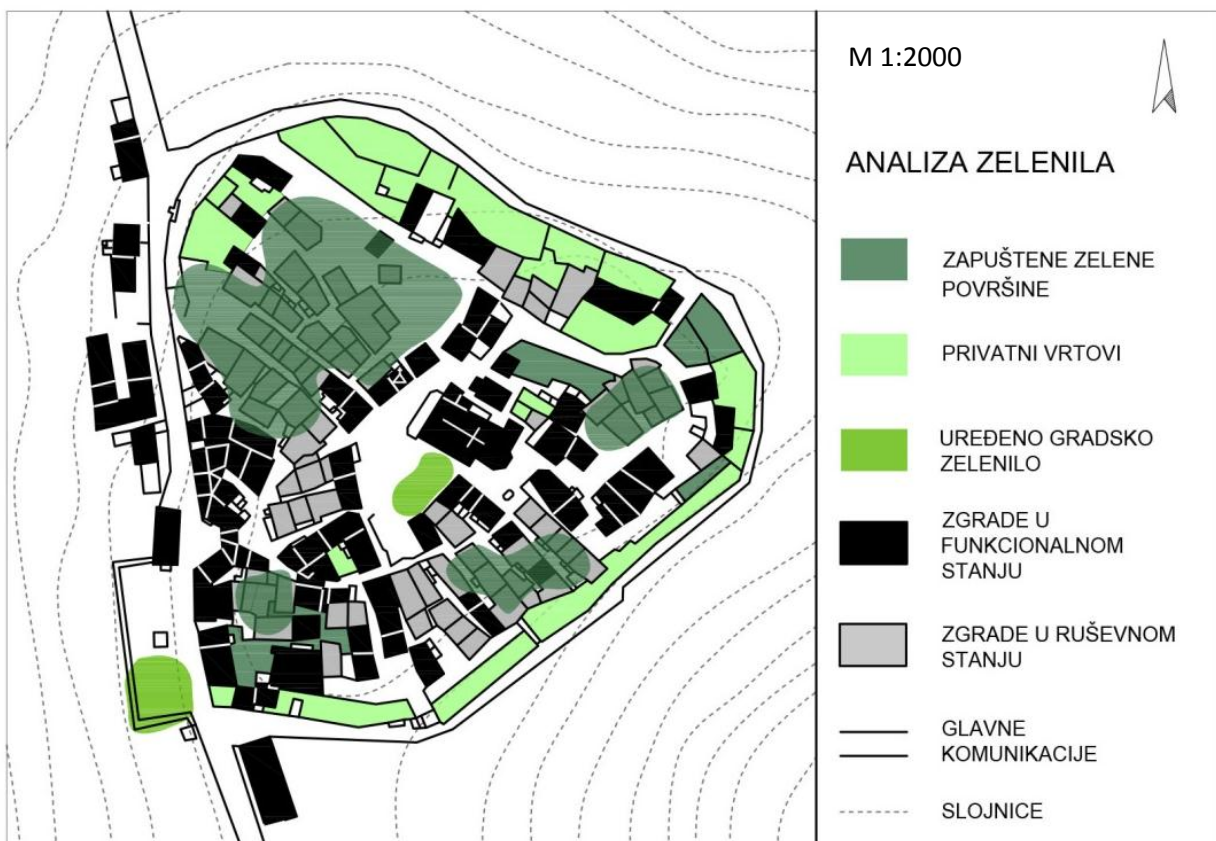 M 1:2000
ANALIZA ZELENILA
ZAPUŠTENE ZELENE
POVRŠINE
PRIVATNI VRTOVI
UREĐENO GRADSKO
ZELENILO
ZGRADE U
FUNKCIONALNOM
STANJU
ZGRADE U RUŠEVNOM
STANJU
GLAVNE
KOMUNIKACIJE
SLOJNICE